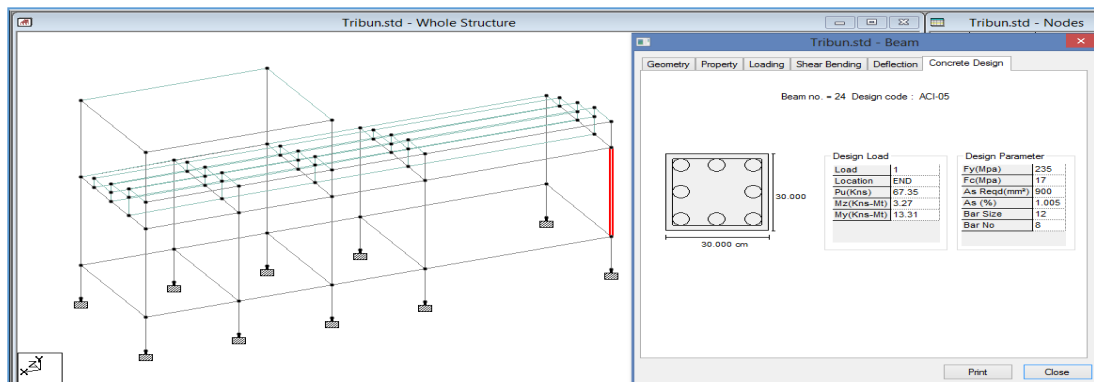 Tribun.std - Whole Structure
Tribun.std - Nodes
Tribun.std - Beam
Geometry Property Loading Shear Bending Deflection Concrete Design
Beam no. = 24 Design code : ACI-05
30.000
30.000 cm
Design Load
Load 1
Location END
Pu(Kns) 67.35
Mz(Kns-Mt) 3.27
My(Kns-Mt) 13.31
Design Parameter
Fy(Mpa) 235
Fc(Mpa) 17
As Reqd(mm²) 900
As (%) 1.005
Bar Size 12
Bar No 8
Print Close
Y
X Z